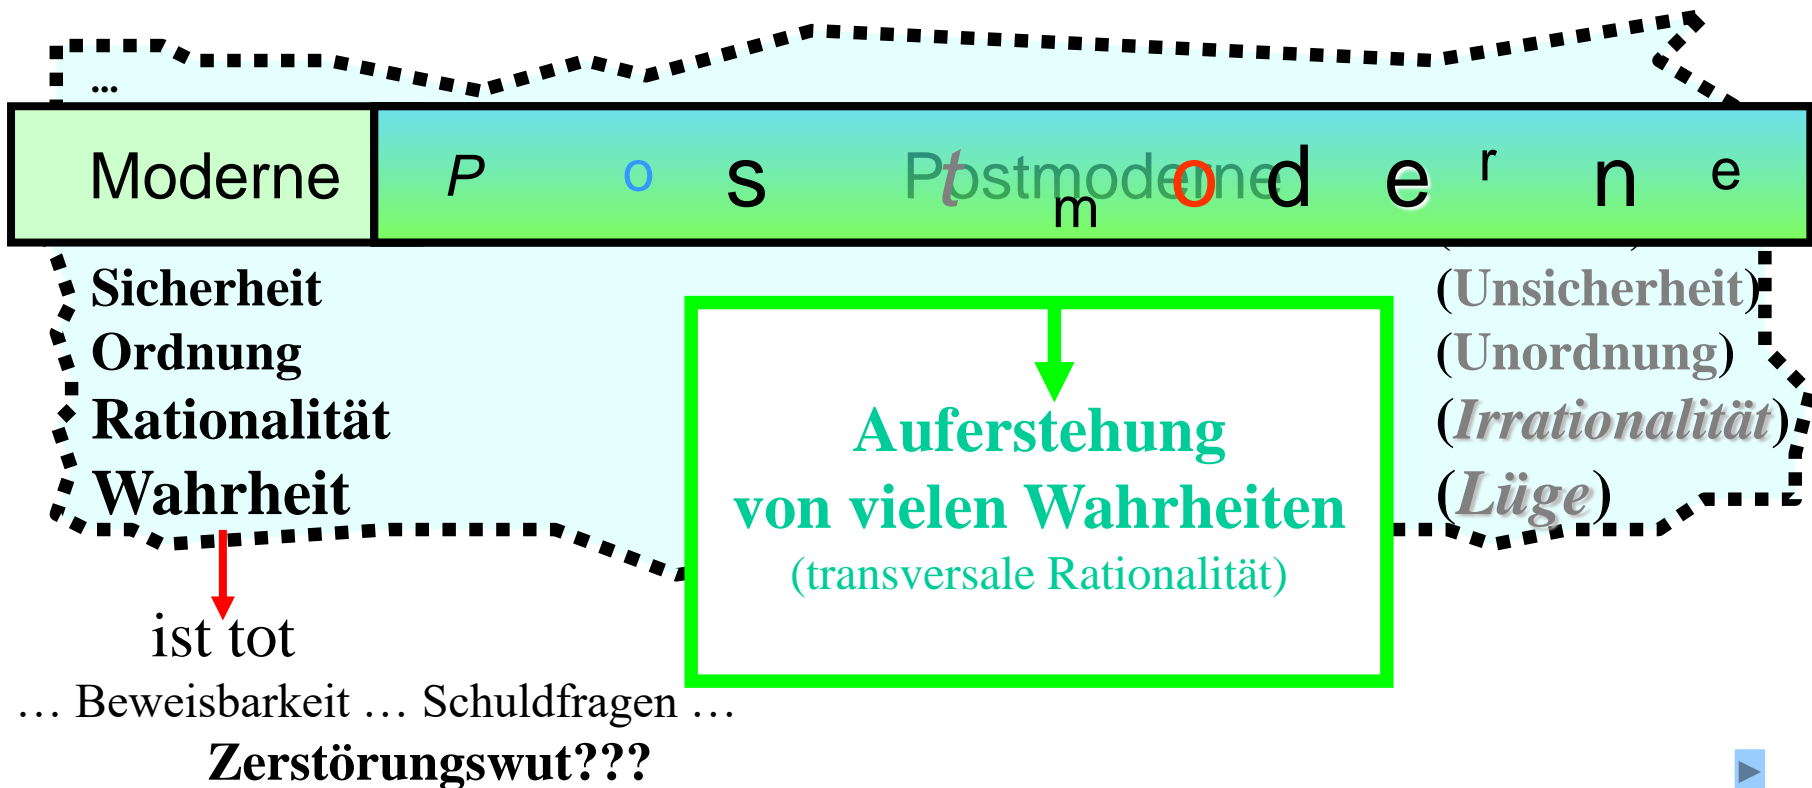 ...
Moderne
P o s t m o d e r n e
Postmoderne
Sicherheit
(Unsicherheit)
Ordnung
(Unordnung)
Rationalität
(Irrationalität)
Wahrheit
(Lüge)
Auferstehung
von vielen Wahrheiten
(transversale Rationalität)
ist tot
… Beweisbarkeit … Schuldfragen …
Zerstörungswut???